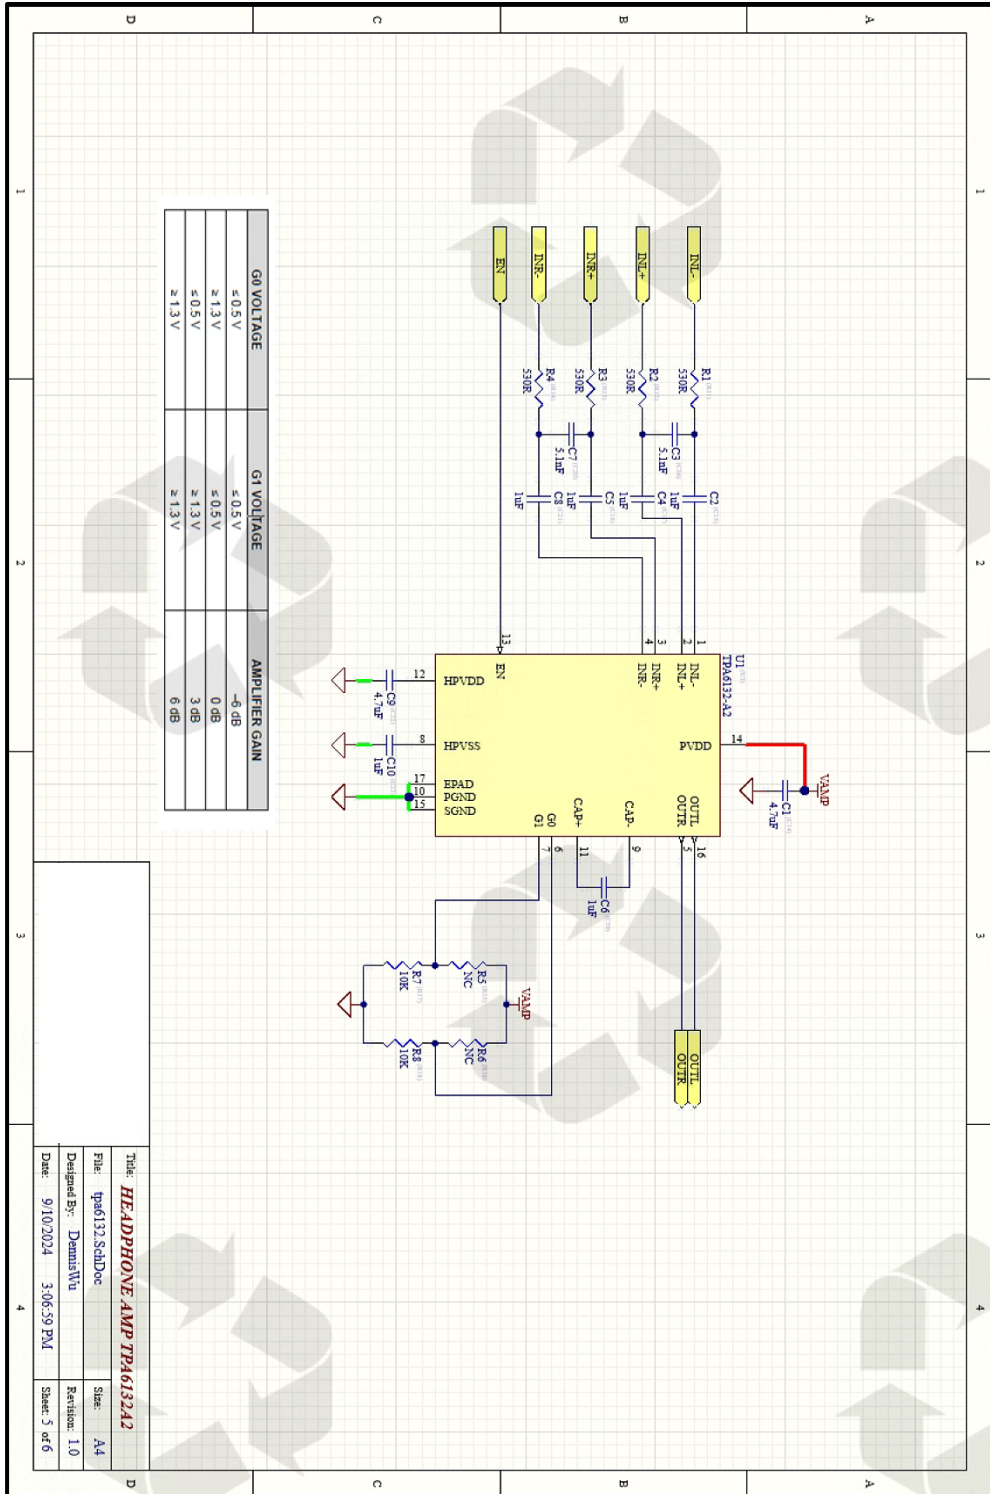 1
2
3
4
A
B
C
D
INL-
INL+
INR+
INR-
EN
R1
530R
R2
530R
R3
530R
R4
530R
C3
5.1nF
C7
5.1nF
C2
1uF
C4
1uF
C5
1uF
C8
1uF
U1
TPA6132-A2
1
2
3
4
13
INL-
INL+
INR+
INR-
EN
PVDD
14
VAMP
C1
4.7uF
OUTL
OUTR
16
5
OUTL
OUTR
CAP-
CAP+
9
11
C6
1uF
G0
G1
6
7
HPVDD
12
C9
4.7uF
HPVSS
8
C10
1uF
EPAD
PGND
SGND
17
10
15
VAMP
R5
NC
R6
NC
R7
10K
R8
10K
G0 VOLTAGE G1 VOLTAGE AMPLIFIER GAIN
≤ 0.5 V ≤ 0.5 V –6 dB
≥ 1.3 V ≤ 0.5 V 0 dB
≤ 0.5 V ≥ 1.3 V 3 dB
≥ 1.3 V ≥ 1.3 V 6 dB
Title: HEADPHONE AMP TPA6132A2
File: tpa6132.SchDoc Size: A4
Designed By: DennisWu Revision: 1.0
Date: 9/10/2024 3:06:59 PM Sheet: 5 of 6
1
2
3
4
A
B
C
D